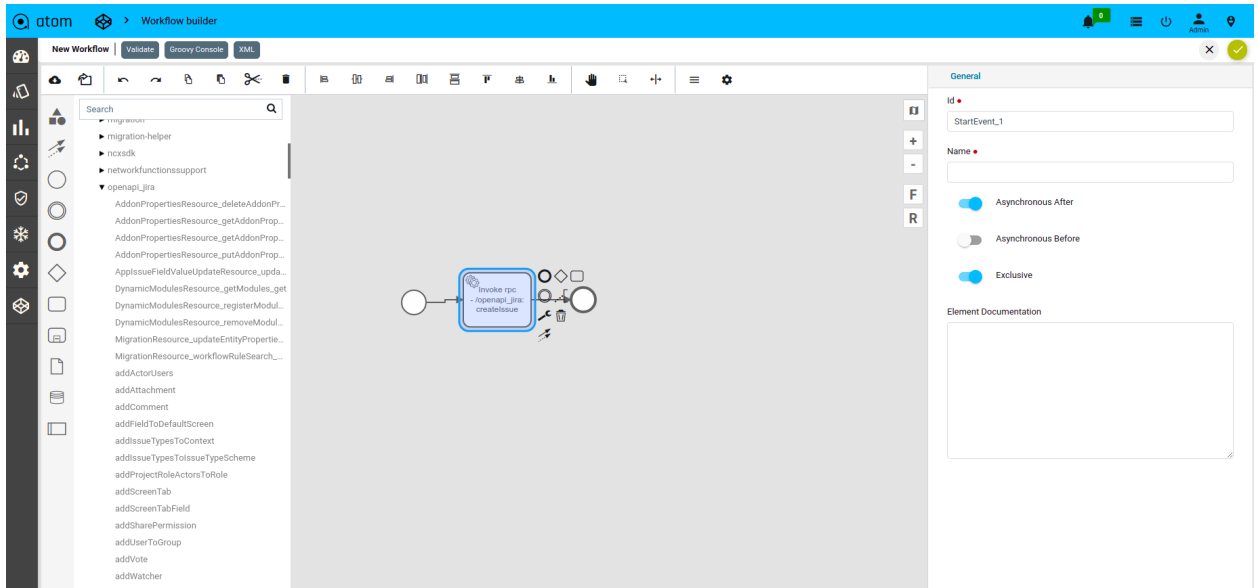 atom
> Workflow builder
0
Admin
New Workflow
Validate
Groovy Console
XML
Search
migration
migration-helper
ncxsdk
networkfunctionssupport
openapi_jira
AddonPropertiesResource_deleteAddonPr...
AddonPropertiesResource_getAddonProp...
AddonPropertiesResource_getAddonProp...
AddonPropertiesResource_putAddonProp...
AppIssueFieldValueUpdateResource_upda...
DynamicModulesResource_getModules_get
DynamicModulesResource_registerModul...
DynamicModulesResource_removeModul...
MigrationResource_updateEntityPropertie...
MigrationResource_workflowRuleSearch_...
addActorUsers
addAttachment
addComment
addFieldToDefaultScreen
addIssueTypesToContext
addIssueTypesToIssueTypeScheme
addProjectRoleActorsToRole
addScreenTab
addScreenTabField
addSharePermission
addUserToGroup
addVote
addWatcher
Invoke rpc
- /openapi_jira:
createIssue
+
-
F
R
General
Id
StartEvent_1
Name
Asynchronous After
Asynchronous Before
Exclusive
Element Documentation